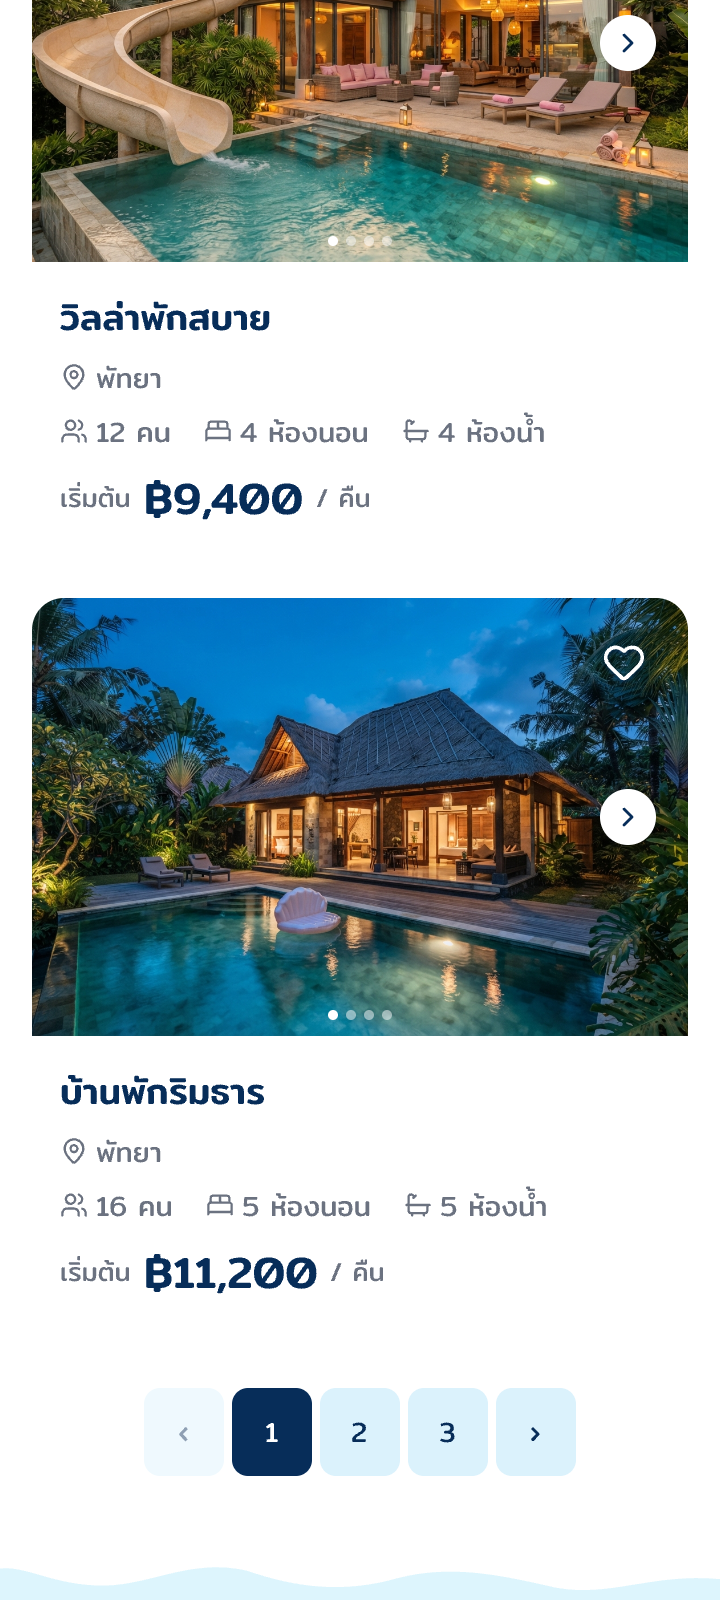 วิลล่าพักสบาย
พัทยา
12 คน 4 ห้องนอน 4 ห้องน้ำ
เริ่มต้น ฿9,400 / คืน
บ้านพักริมธาร
พัทยา
16 คน 5 ห้องนอน 5 ห้องน้ำ
เริ่มต้น ฿11,200 / คืน
‹ 1 2 3 ›